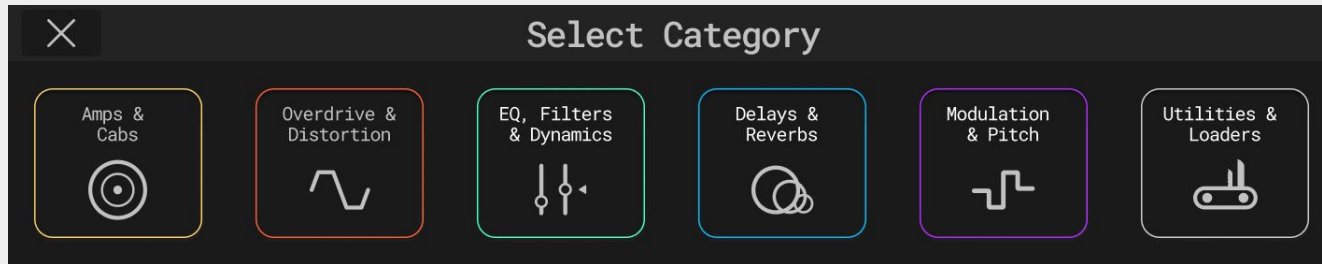 Select Category
Amps &
Cabs
Overdrive &
Distortion
EQ, Filters
& Dynamics
Delays &
Reverbs
Modulation
& Pitch
Utilities &
Loaders